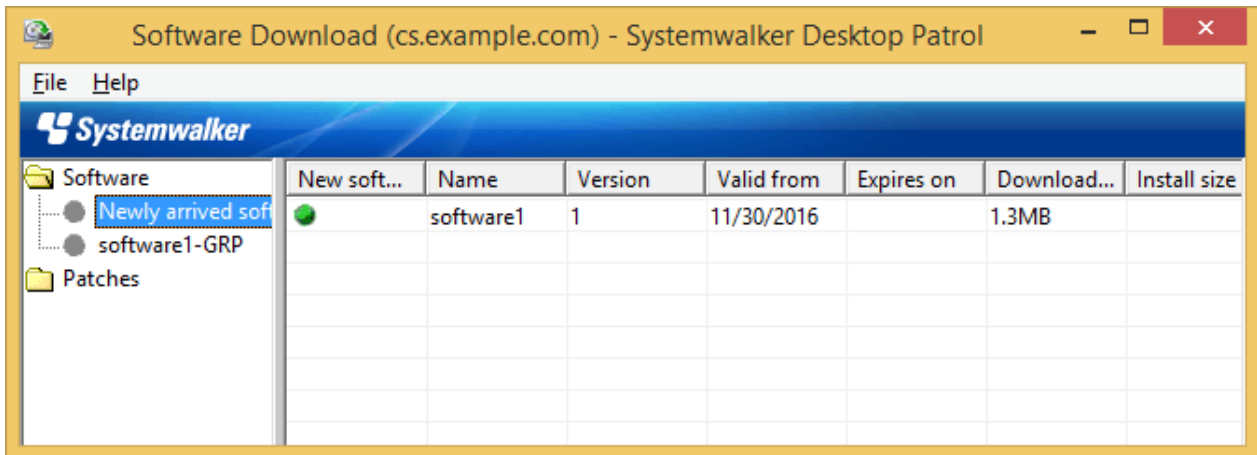 Software Download (cs.example.com) - Systemwalker Desktop Patrol
File Help
Systemwalker
Software
Newly arrived soft
software1-GRP
Patches
New soft... Name Version Valid from Expires on Download... Install size
software1 1 11/30/2016 1.3MB